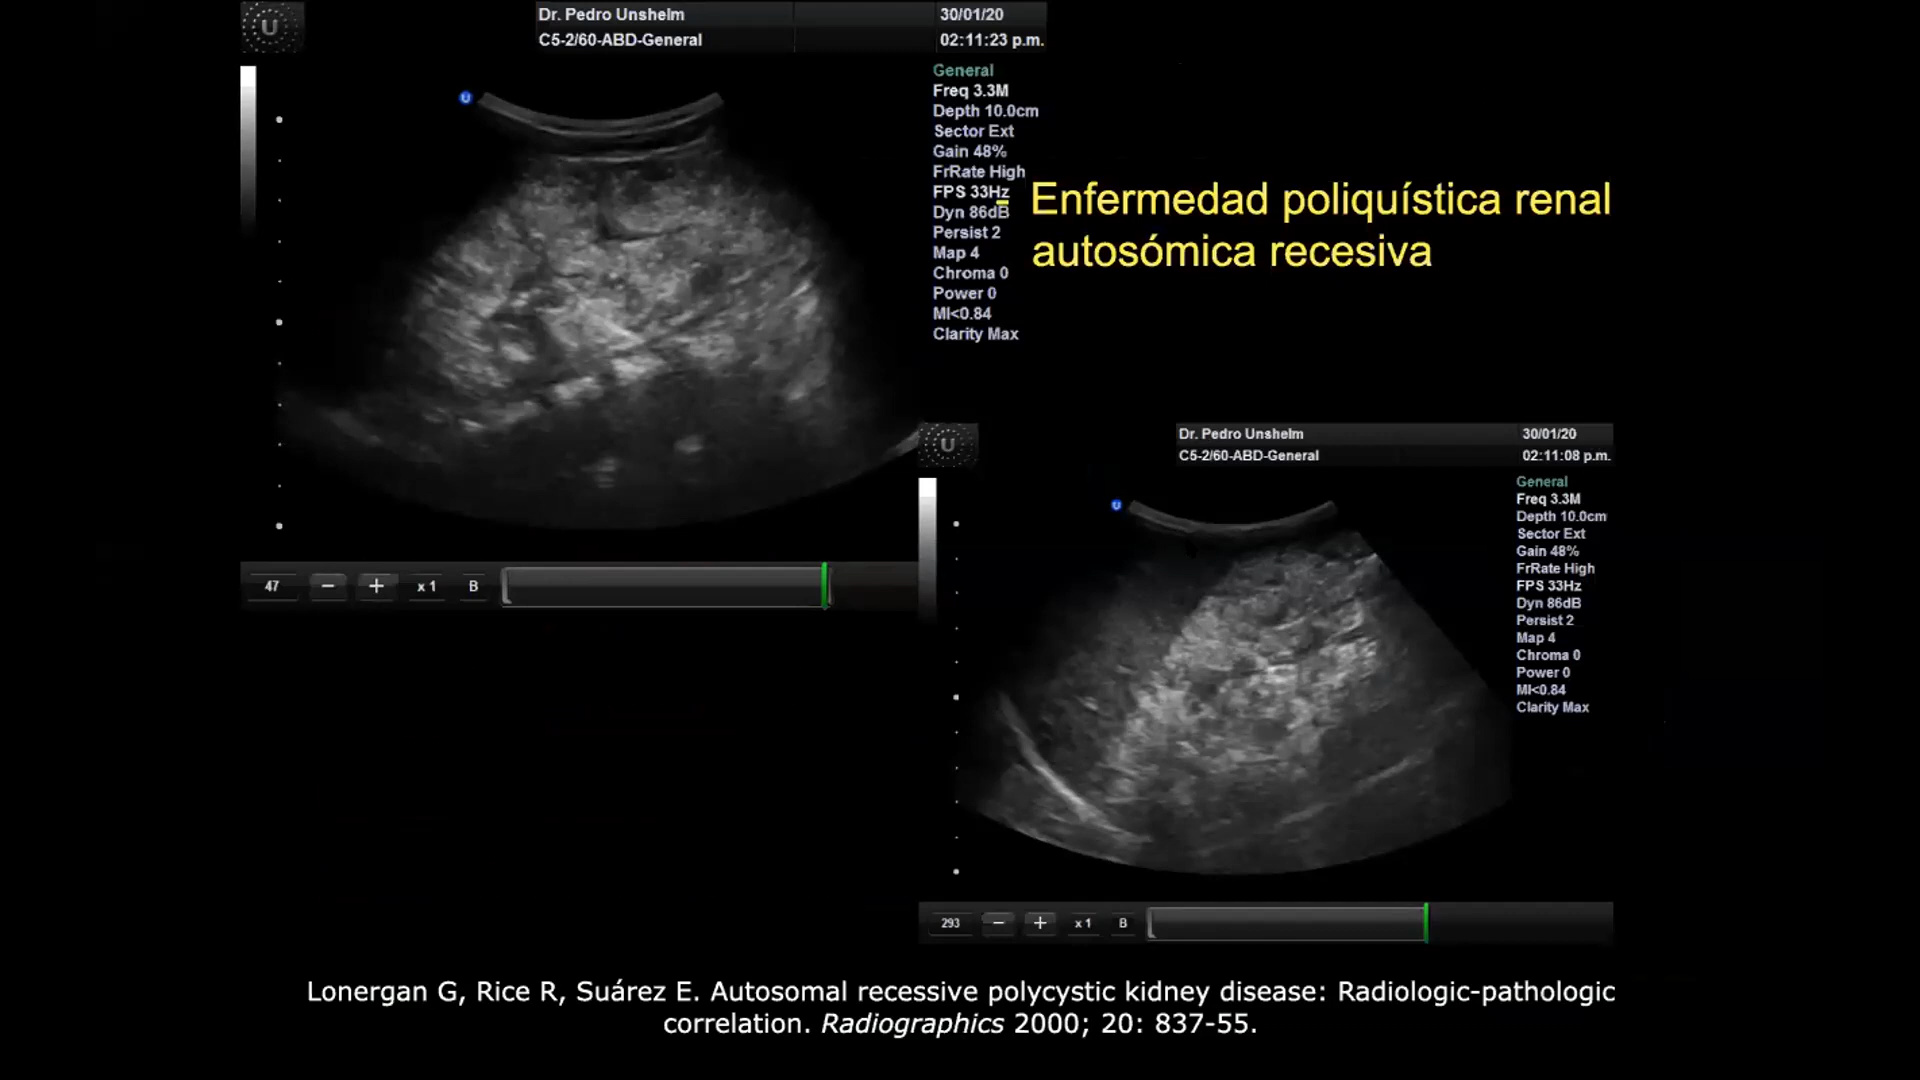 U
Dr. Pedro Unshelm
30/01/20
C5-2/60-ABD-General
02:11:23 p.m.
U
General
Freq 3.3M
Depth 10.0cm
Sector Ext
Gain 48%
FrRate High
FPS 33Hz
Dyn 86dB
Persist 2
Map 4
Chroma 0
Power 0
MI<0.84
Clarity Max
Enfermedad poliquística renal
autosómica recesiva
47 − + x 1 B
U
Dr. Pedro Unshelm
30/01/20
C5-2/60-ABD-General
02:11:08 p.m.
U
General
Freq 3.3M
Depth 10.0cm
Sector Ext
Gain 48%
FrRate High
FPS 33Hz
Dyn 86dB
Persist 2
Map 4
Chroma 0
Power 0
MI<0.84
Clarity Max
293 − + x 1 B
Lonergan G, Rice R, Suárez E. Autosomal recessive polycystic kidney disease: Radiologic-pathologic
correlation. Radiographics 2000; 20: 837-55.